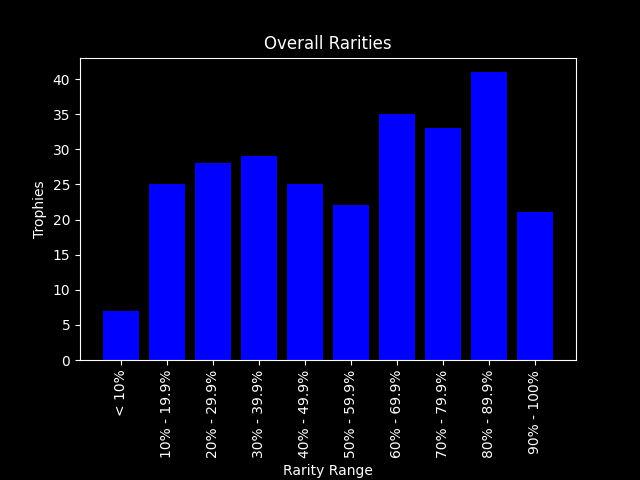 Overall Rarities
Trophies
40
35
30
25
20
15
10
5
0
< 10%
10% - 19.9%
20% - 29.9%
30% - 39.9%
40% - 49.9%
50% - 59.9%
60% - 69.9%
70% - 79.9%
80% - 89.9%
90% - 100%
Rarity Range